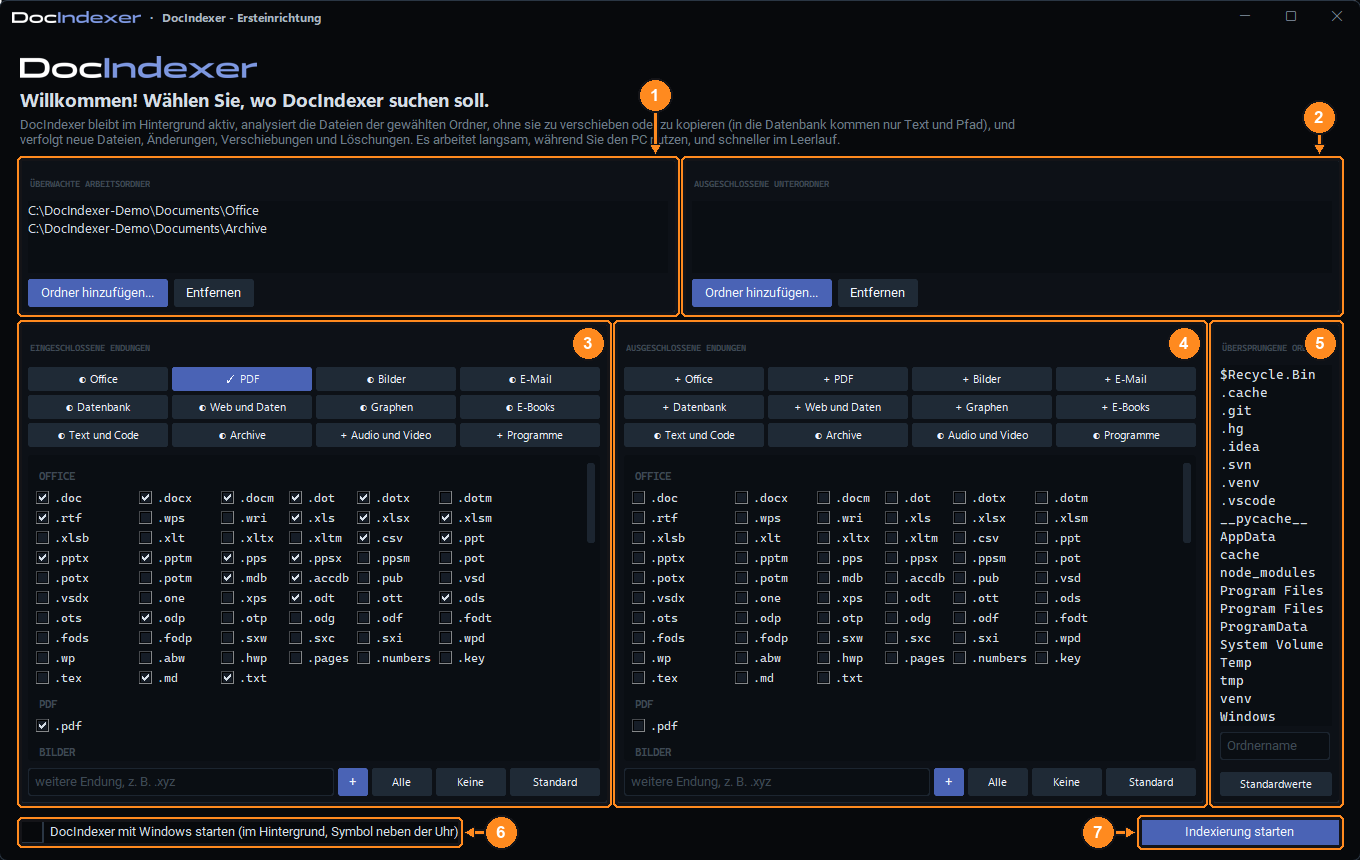 DocIndexer · DocIndexer - Ersteinrichtung
DocIndexer
Willkommen! Wählen Sie, wo DocIndexer suchen soll.
DocIndexer bleibt im Hintergrund aktiv, analysiert die Dateien der gewählten Ordner, ohne sie zu verschieben oder zu kopieren (in die Datenbank kommen nur Text und Pfad), und
verfolgt neue Dateien, Änderungen, Verschiebungen und Löschungen. Es arbeitet langsam, während Sie den PC nutzen, und schneller im Leerlauf.
1
2
ÜBERWACHTE ARBEITSORDNER
C:\DocIndexer-Demo\Documents\Office
C:\DocIndexer-Demo\Documents\Archive
Ordner hinzufügen... Entfernen
AUSGESCHLOSSENE UNTERORDNER
Ordner hinzufügen... Entfernen
EINGESCHLOSSENE ENDUNGEN 3
◐ Office ✓ PDF ◐ Bilder ◐ E-Mail
◐ Datenbank ◐ Web und Daten ◐ Graphen ◐ E-Books
◐ Text und Code ◐ Archive + Audio und Video + Programme
OFFICE
.doc .docx .docm .dot .dotx .dotm
.rtf .wps .wri .xls .xlsx .xlsm
.xlsb .xlt .xltx .xltm .csv .ppt
.pptx .pptm .pps .ppsx .ppsm .pot
.potx .potm .mdb .accdb .pub .vsd
.vsdx .one .xps .odt .ott .ods
.ots .odp .otp .odg .odf .fodt
.fods .fodp .sxw .sxc .sxi .wpd
.wp .abw .hwp .pages .numbers .key
.tex .md .txt
PDF
.pdf
BILDER
weitere Endung, z. B. .xyz + Alle Keine Standard
AUSGESCHLOSSENE ENDUNGEN 4
+ Office + PDF + Bilder + E-Mail
+ Datenbank + Web und Daten + Graphen + E-Books
◐ Text und Code ◐ Archive ◐ Audio und Video ◐ Programme
OFFICE
.doc .docx .docm .dot .dotx .dotm
.rtf .wps .wri .xls .xlsx .xlsm
.xlsb .xlt .xltx .xltm .csv .ppt
.pptx .pptm .pps .ppsx .ppsm .pot
.potx .potm .mdb .accdb .pub .vsd
.vsdx .one .xps .odt .ott .ods
.ots .odp .otp .odg .odf .fodt
.fods .fodp .sxw .sxc .sxi .wpd
.wp .abw .hwp .pages .numbers .key
.tex .md .txt
PDF
.pdf
BILDER
weitere Endung, z. B. .xyz + Alle Keine Standard
ÜBERSPRUNGENE 5
$Recycle.Bin
.cache
.git
.hg
.idea
.svn
.venv
.vscode
__pycache__
AppData
cache
node_modules
Program Files
Program Files
ProgramData
System Volume
Temp
tmp
venv
Windows
Ordnername
Standardwerte
DocIndexer mit Windows starten (im Hintergrund, Symbol neben der Uhr) 6
7 Indexierung starten